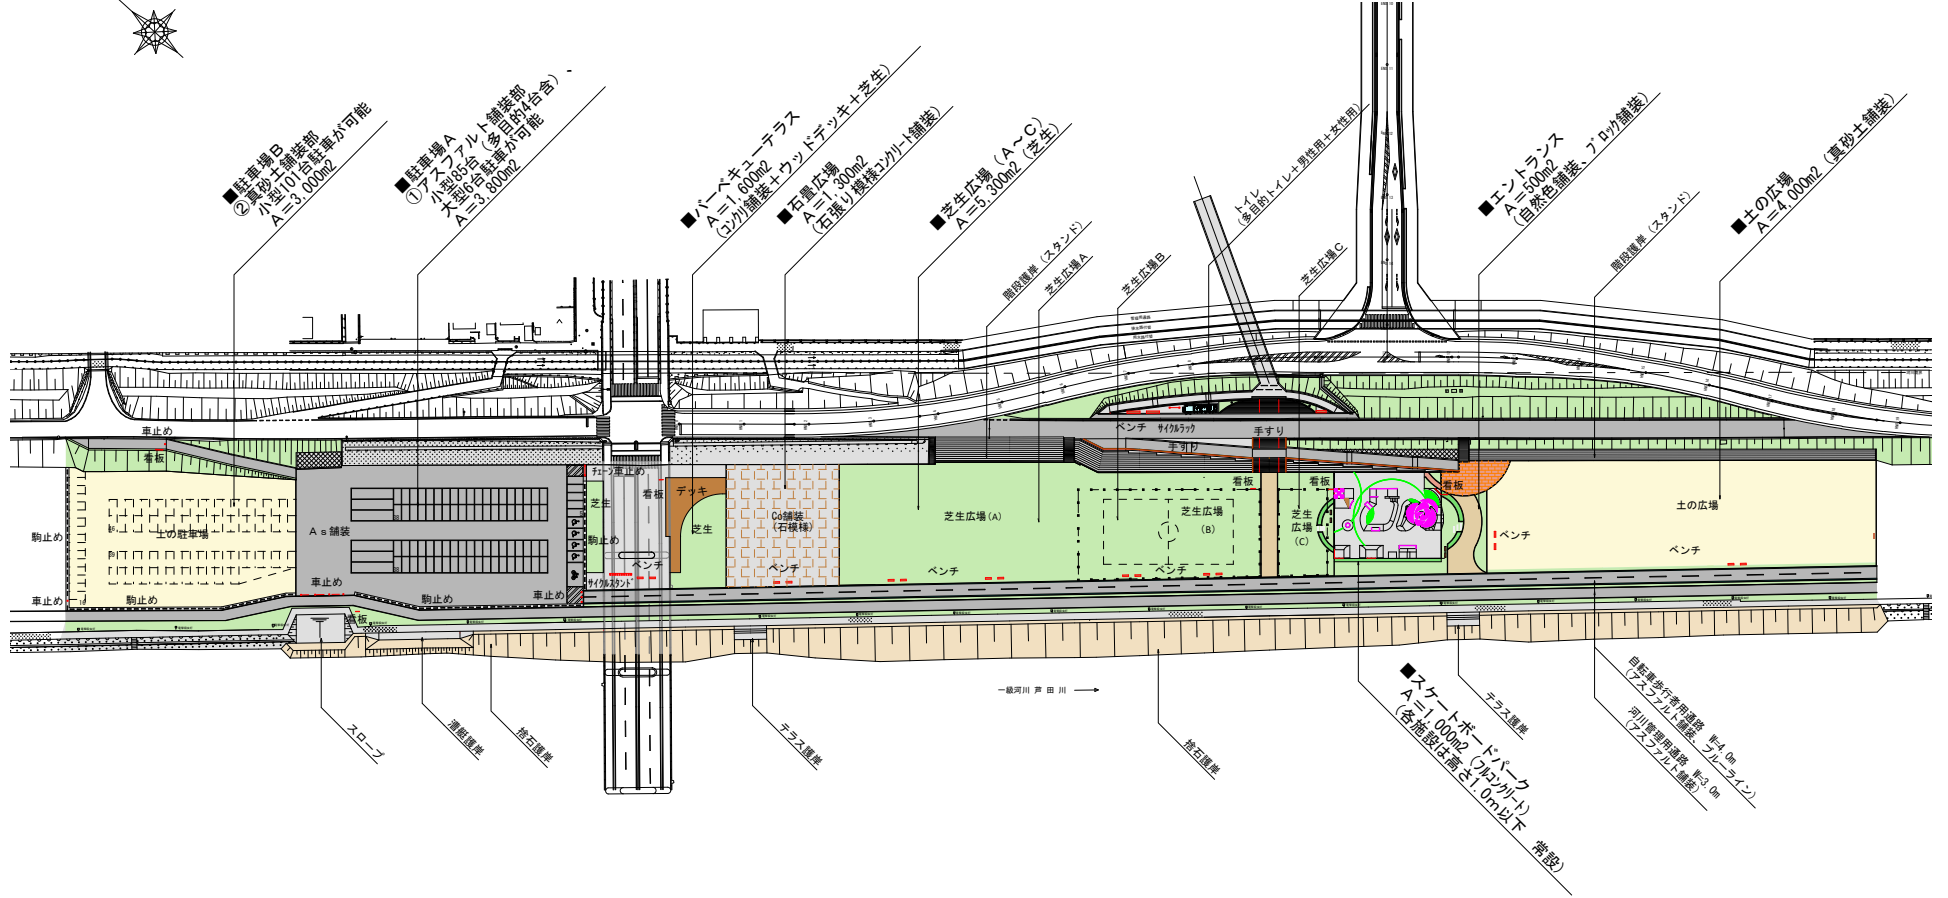 ■駐車場B
②真砂土舗装部
小型101台駐車が可能
A=3,000m2
■駐車場A
①アスファルト舗装部
小型85台(多目的4台含)
大型6台駐車が可能
A=3,800m2
■バーベキューテラス
A=1,600m2
(コンクリ舗装+ウッドデッキ+芝生)
■石畳広場
A=1,300m2
(石張り模様コンクリート舗装)
■芝生広場(A~C)
A=5,300m2(芝生)
階段護岸(スタンド)
芝生広場A
芝生広場B
トイレ
(多目的トイレ+男性用+女性用)
芝生広場C
■エントランス
A=500m2
(自然色舗装、ブロック舗装)
階段護岸(スタンド)
■土の広場
A=4,000m2(真砂土舗装)
車止め
看板
駒止め
土の駐車場
車止め
駒止め
As舗装
車止め
駒止め
看板
チェーン車止め
芝生
看板
デッキ
芝生
駒止め
ベンチ
サイクルスタンド
車止め
Co舗装
(石模様)
ベンチ
芝生広場(A)
ベンチ
芝生広場
(B)
ベンチ
ベンチ
サイクルラック
手すり
手すり
看板
看板
芝生
広場
(C)
看板
ベンチ
土の広場
ベンチ
一級河川 芦田川
スロープ
漕艇護岸
捨石護岸
テラス護岸
捨石護岸
■スケートボードパーク
A=1,000m2(フルコンクリート)
(各施設は高さ1.0m以下 常設)
テラス護岸
自転車歩行者用通路 W=4.0m
(アスファルト舗装、ブルーライン)
河川管理用通路 W=3.0m
(アスファルト舗装)